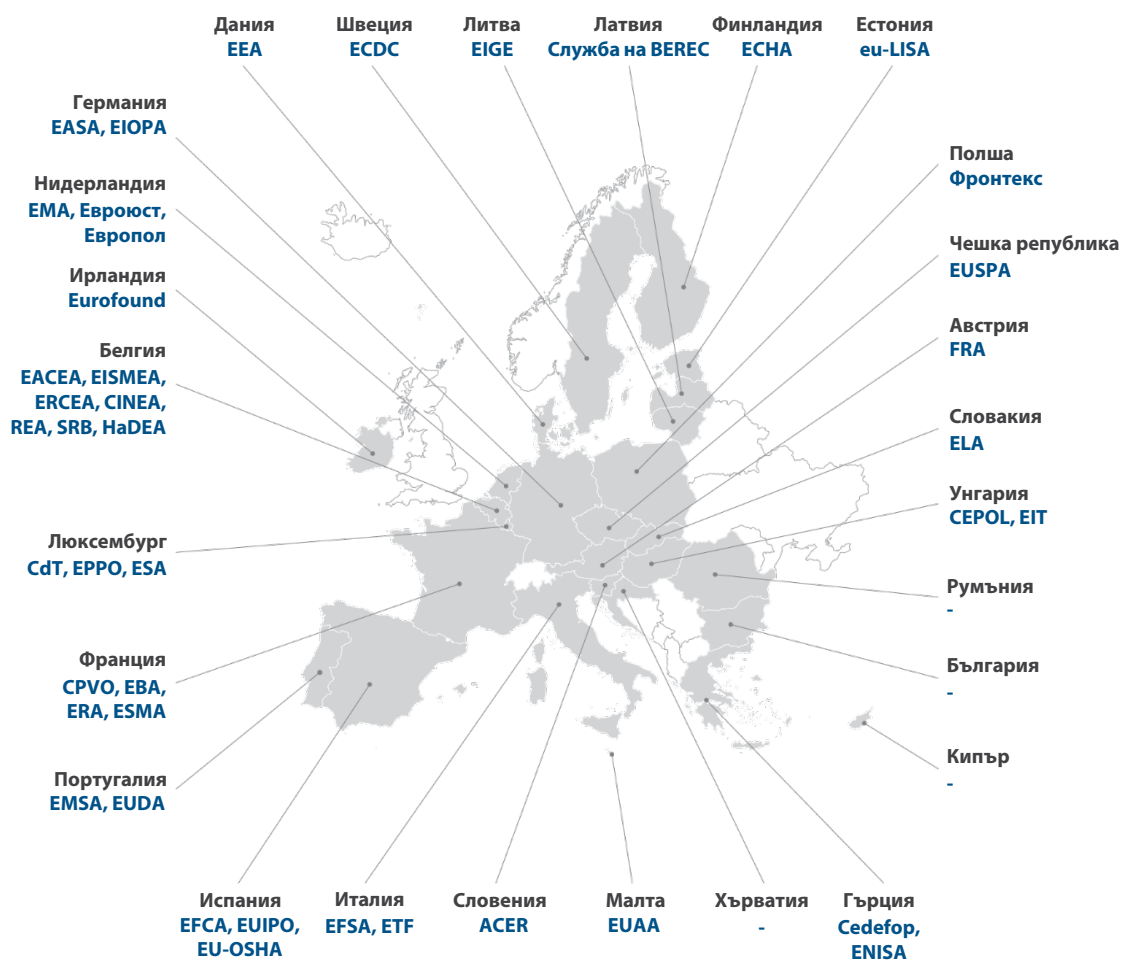 Дания
EEA
Швеция
ECDC
Литва
EIGE
Латвия
Служба на BEREC
Финландия
ECHA
Естония
eu-LISA
Германия
EASA, EIOPA
Нидерландия
EMA, Евроюст,
Европол
Ирландия
Eurofound
Белгия
EACEA, EISMEA,
ERCEA, CINEA,
REA, SRB, HaDEA
Люксембург
CdT, EPPO, ESA
Франция
CPVO, EBA,
ERA, ESMA
Португалия
EMSA, EUDA
Полша
Фронтекс
Чешка република
EUSPA
Австрия
FRA
Словакия
ELA
Унгария
CEPOL, EIT
Румъния
-
България
-
Кипър
-
Испания
EFCA, EUIPO,
EU-OSHA
Италия
EFSA, ETF
Словения
ACER
Малта
EUAA
Хърватия
-
Гърция
Cedefop,
ENISA